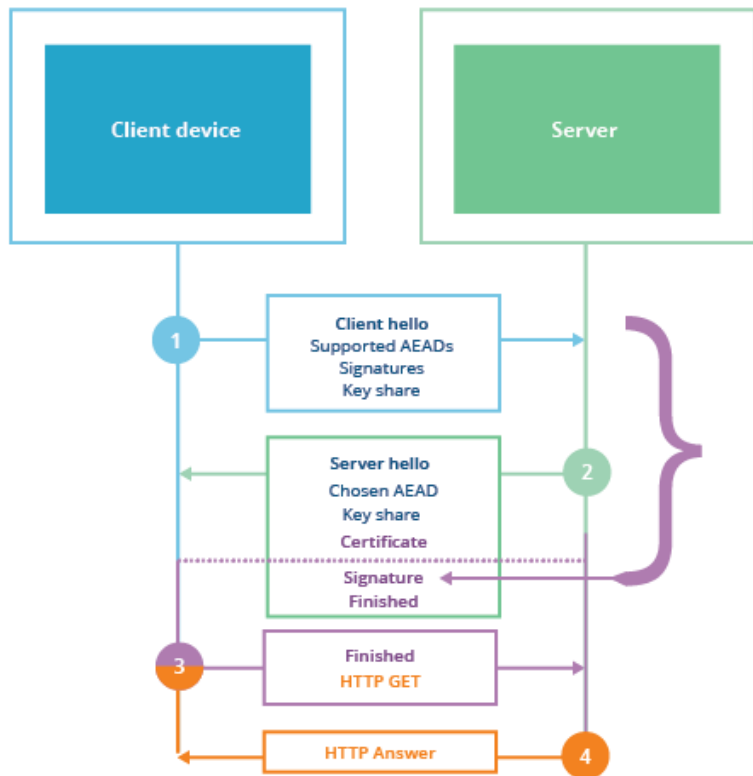 Client device
Server
1
Client hello
Supported AEADs
Signatures
Key share
Server hello
2
Chosen AEAD
Key share
Certificate
Signature
Finished
3
Finished
HTTP GET
HTTP Answer
4